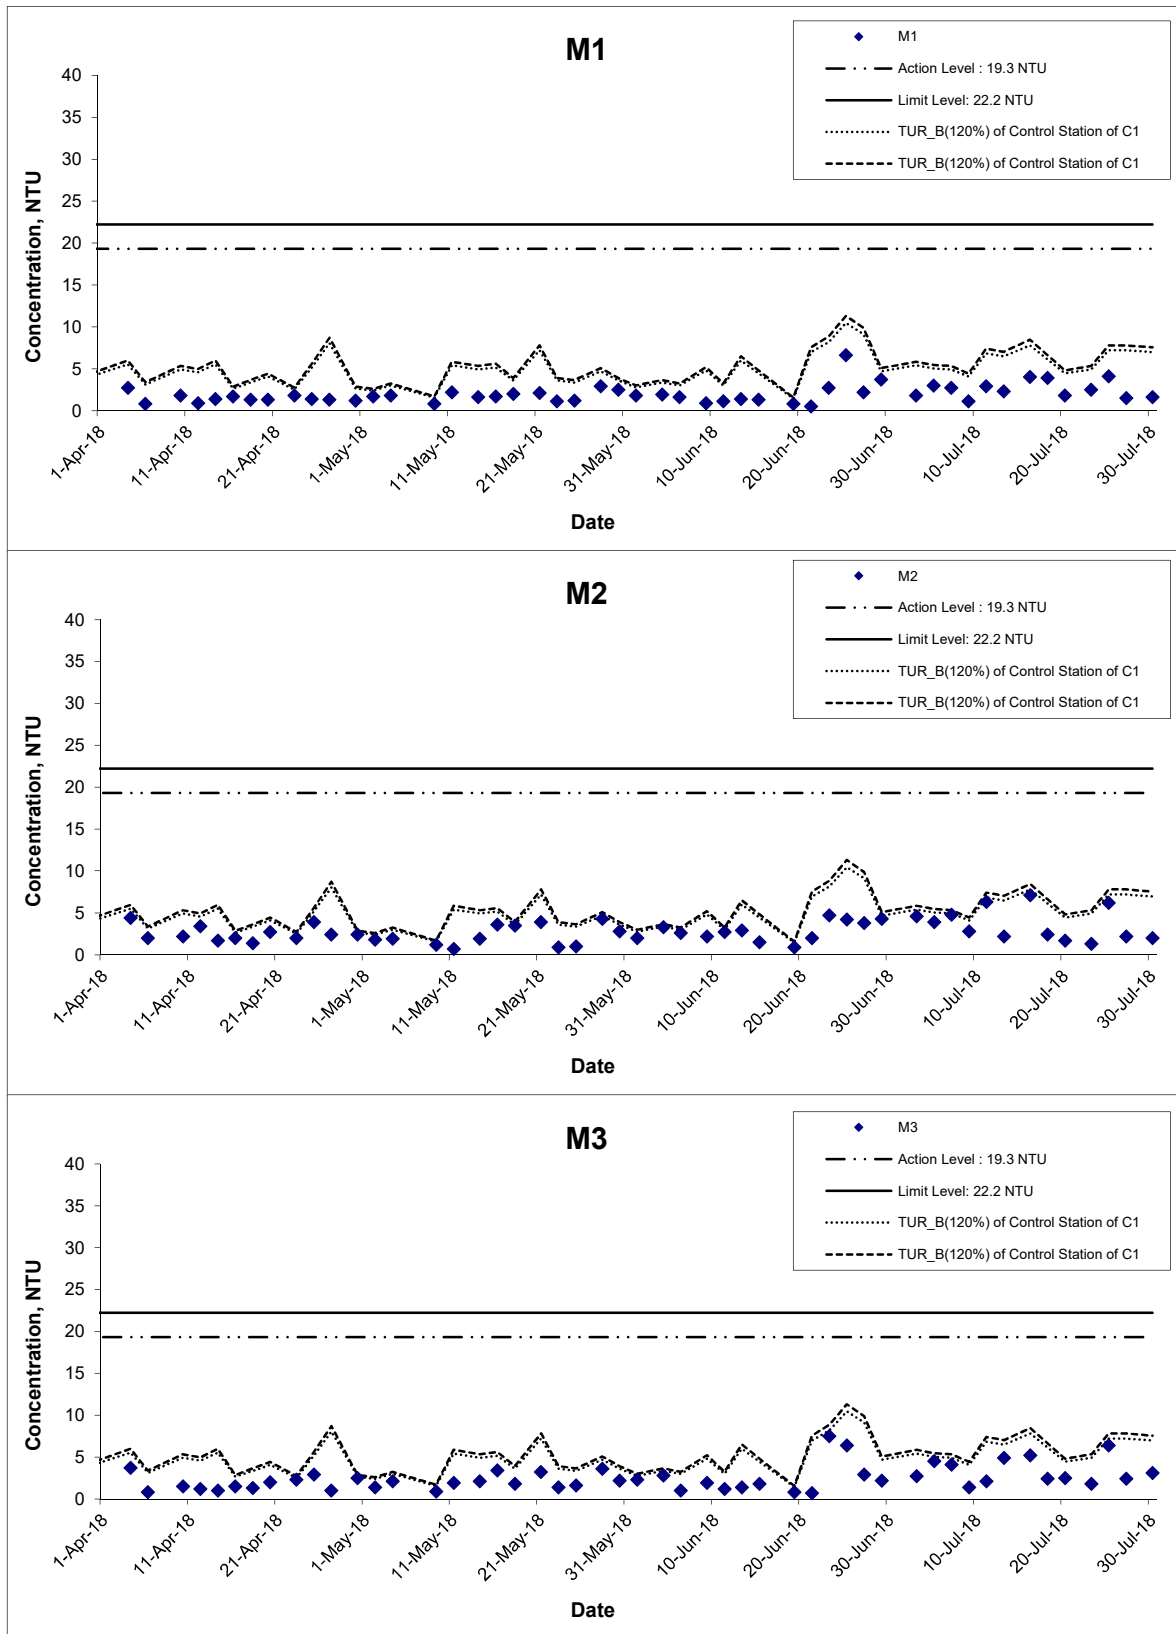 M1
M1
Action Level : 19.3 NTU
Limit Level: 22.2 NTU
TUR_B(120%) of Control Station of C1
TUR_B(120%) of Control Station of C1
Concentration, NTU
40
35
30
25
20
15
10
5
0
1-Apr-18
11-Apr-18
21-Apr-18
1-May-18
11-May-18
21-May-18
31-May-18
10-Jun-18
20-Jun-18
30-Jun-18
10-Jul-18
20-Jul-18
30-Jul-18
Date
M2
M2
Action Level : 19.3 NTU
Limit Level: 22.2 NTU
TUR_B(120%) of Control Station of C1
TUR_B(120%) of Control Station of C1
Concentration, NTU
40
35
30
25
20
15
10
5
0
1-Apr-18
11-Apr-18
21-Apr-18
1-May-18
11-May-18
21-May-18
31-May-18
10-Jun-18
20-Jun-18
30-Jun-18
10-Jul-18
20-Jul-18
30-Jul-18
Date
M3
M3
Action Level : 19.3 NTU
Limit Level: 22.2 NTU
TUR_B(120%) of Control Station of C1
TUR_B(120%) of Control Station of C1
Concentration, NTU
40
35
30
25
20
15
10
5
0
1-Apr-18
11-Apr-18
21-Apr-18
1-May-18
11-May-18
21-May-18
31-May-18
10-Jun-18
20-Jun-18
30-Jun-18
10-Jul-18
20-Jul-18
30-Jul-18
Date